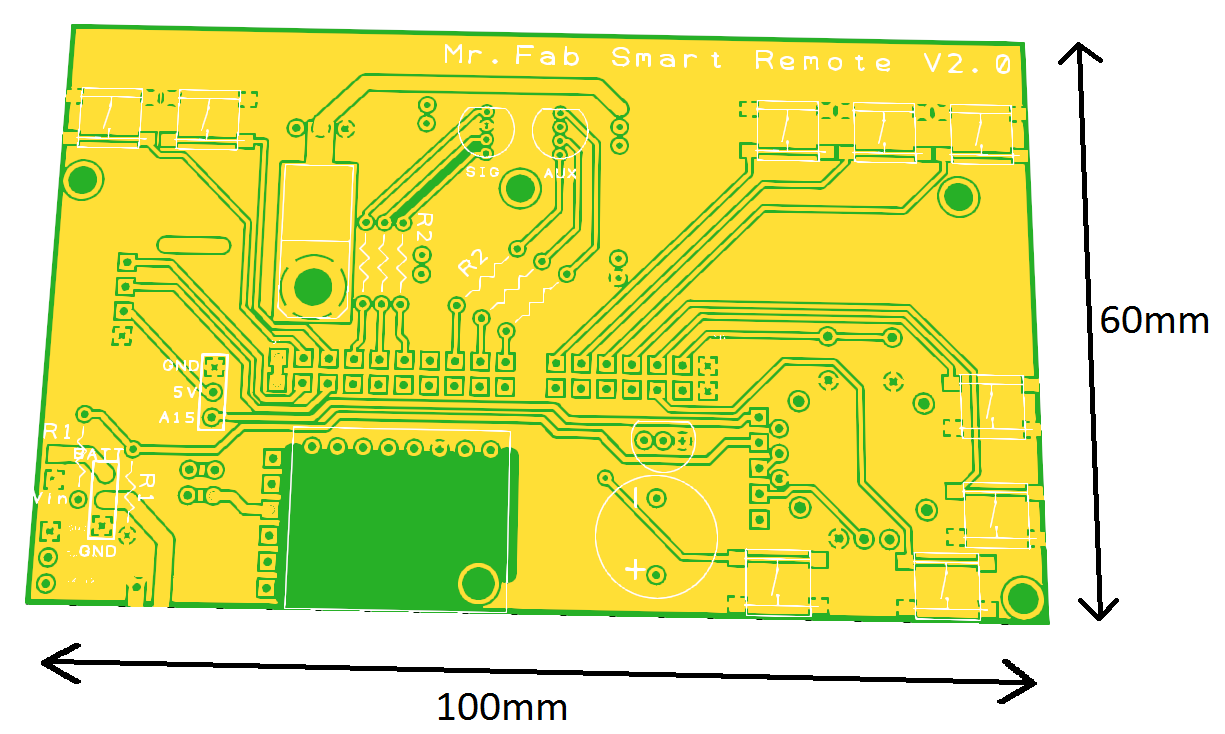 Mr.Fab Smart Remote V2.0
SIG
AUX
R2
R2
60mm
GND
5V
A15
R1
BATT
R1
Vin
GND
100mm